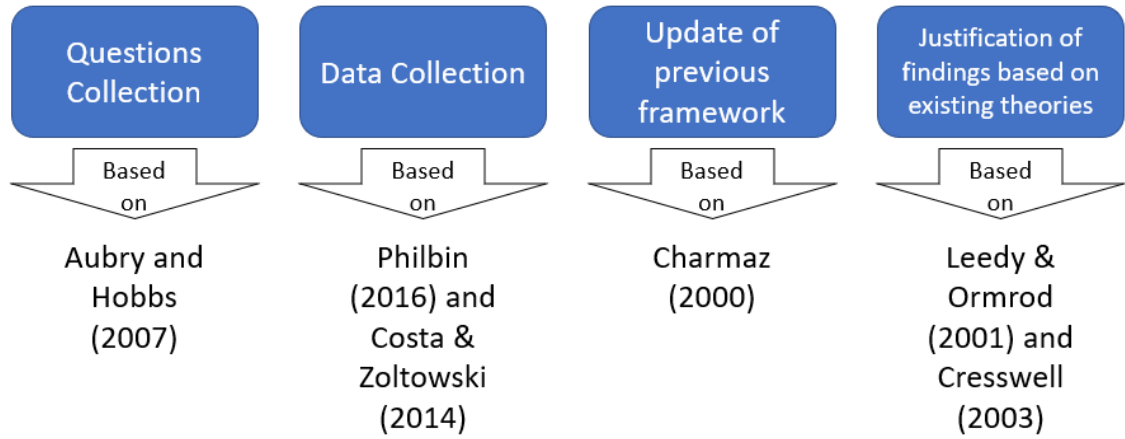 Questions
Collection
Based
on
Aubry and
Hobbs
(2007)
Data Collection
Based
on
Philbin
(2016) and
Costa &
Zoltowski
(2014)
Update of
previous
framework
Based
on
Charmaz
(2000)
Justification of
findings based on
existing theories
Based
on
Leedy &
Ormrod
(2001) and
Cresswell
(2003)